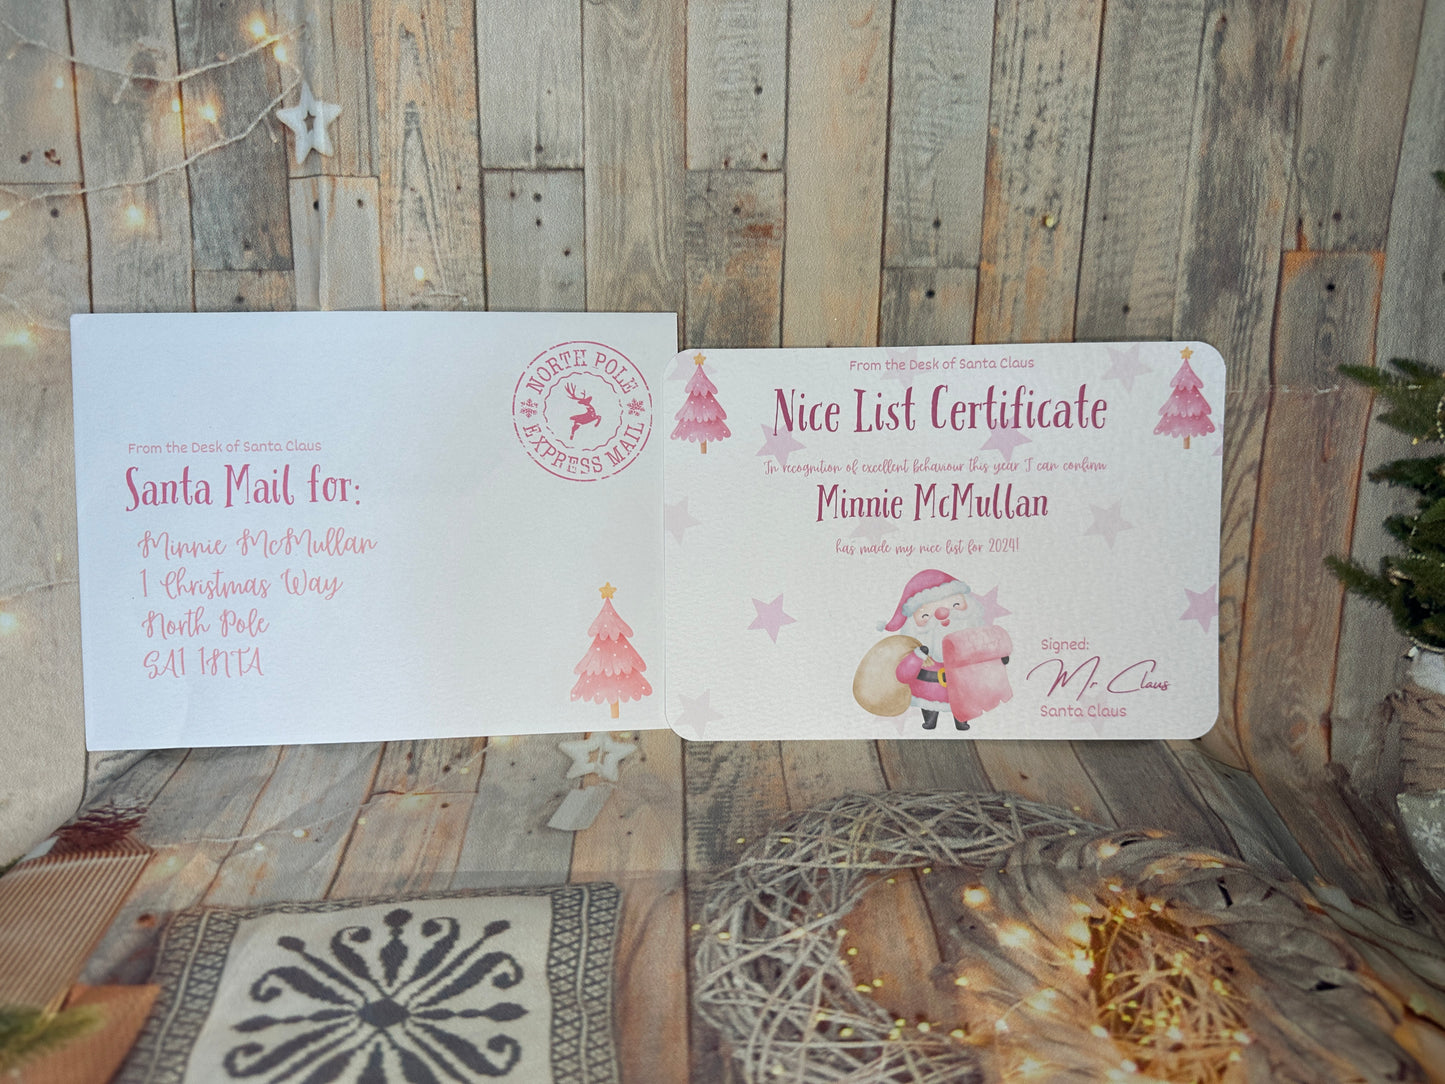 NORTH POLE
EXPRESS MAIL
From the Desk of Santa Claus
Santa Mail for:
Minnie McMullan
1 Christmas Way
North Pole
SA1 1NTA
From the Desk of Santa Claus
Nice List Certificate
In recognition of excellent behaviour this year I can confirm
Minnie McMullan
has made my nice list for 2024!
Signed:
Mr Claus
Santa Claus